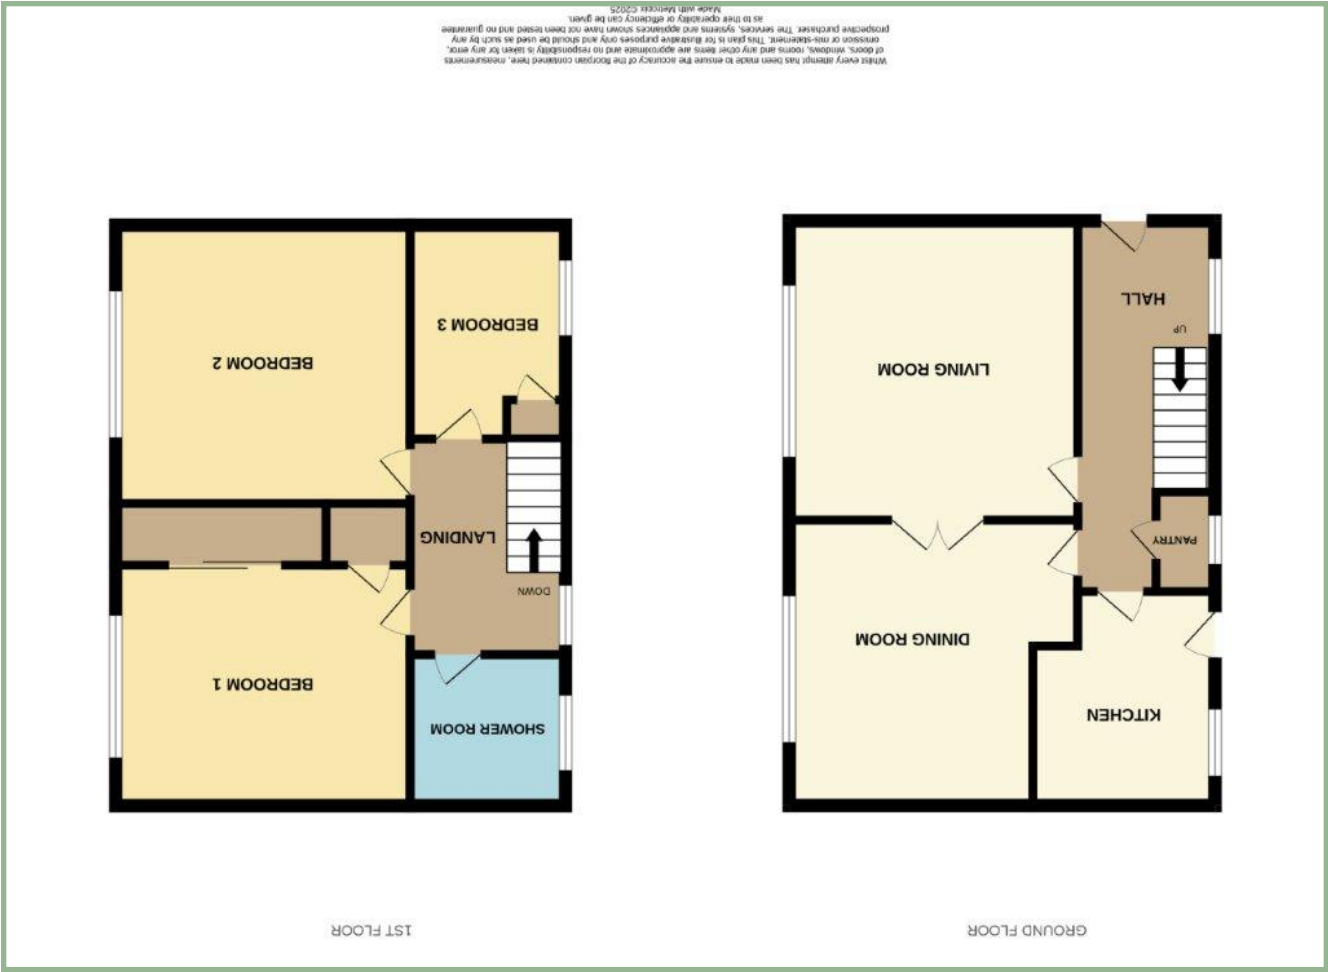 GROUND FLOOR
1ST FLOOR
KITCHEN
DINING ROOM
PANTRY
LIVING ROOM
UP
HALL
SHOWER ROOM
BEDROOM 1
DOWN
LANDING
BEDROOM 2
BEDROOM 3
Whilst every attempt has been made to ensure the accuracy of the floorplan contained here, measurements
of doors, windows, rooms and any other items are approximate and no responsibility is taken for any error,
omission or mis-statement. This plan is for illustrative purposes only and should be used as such by any
prospective purchaser. The services, systems and appliances shown have not been tested and no guarantee
as to their operability or efficiency can be given.
Made with Metropix ©2025